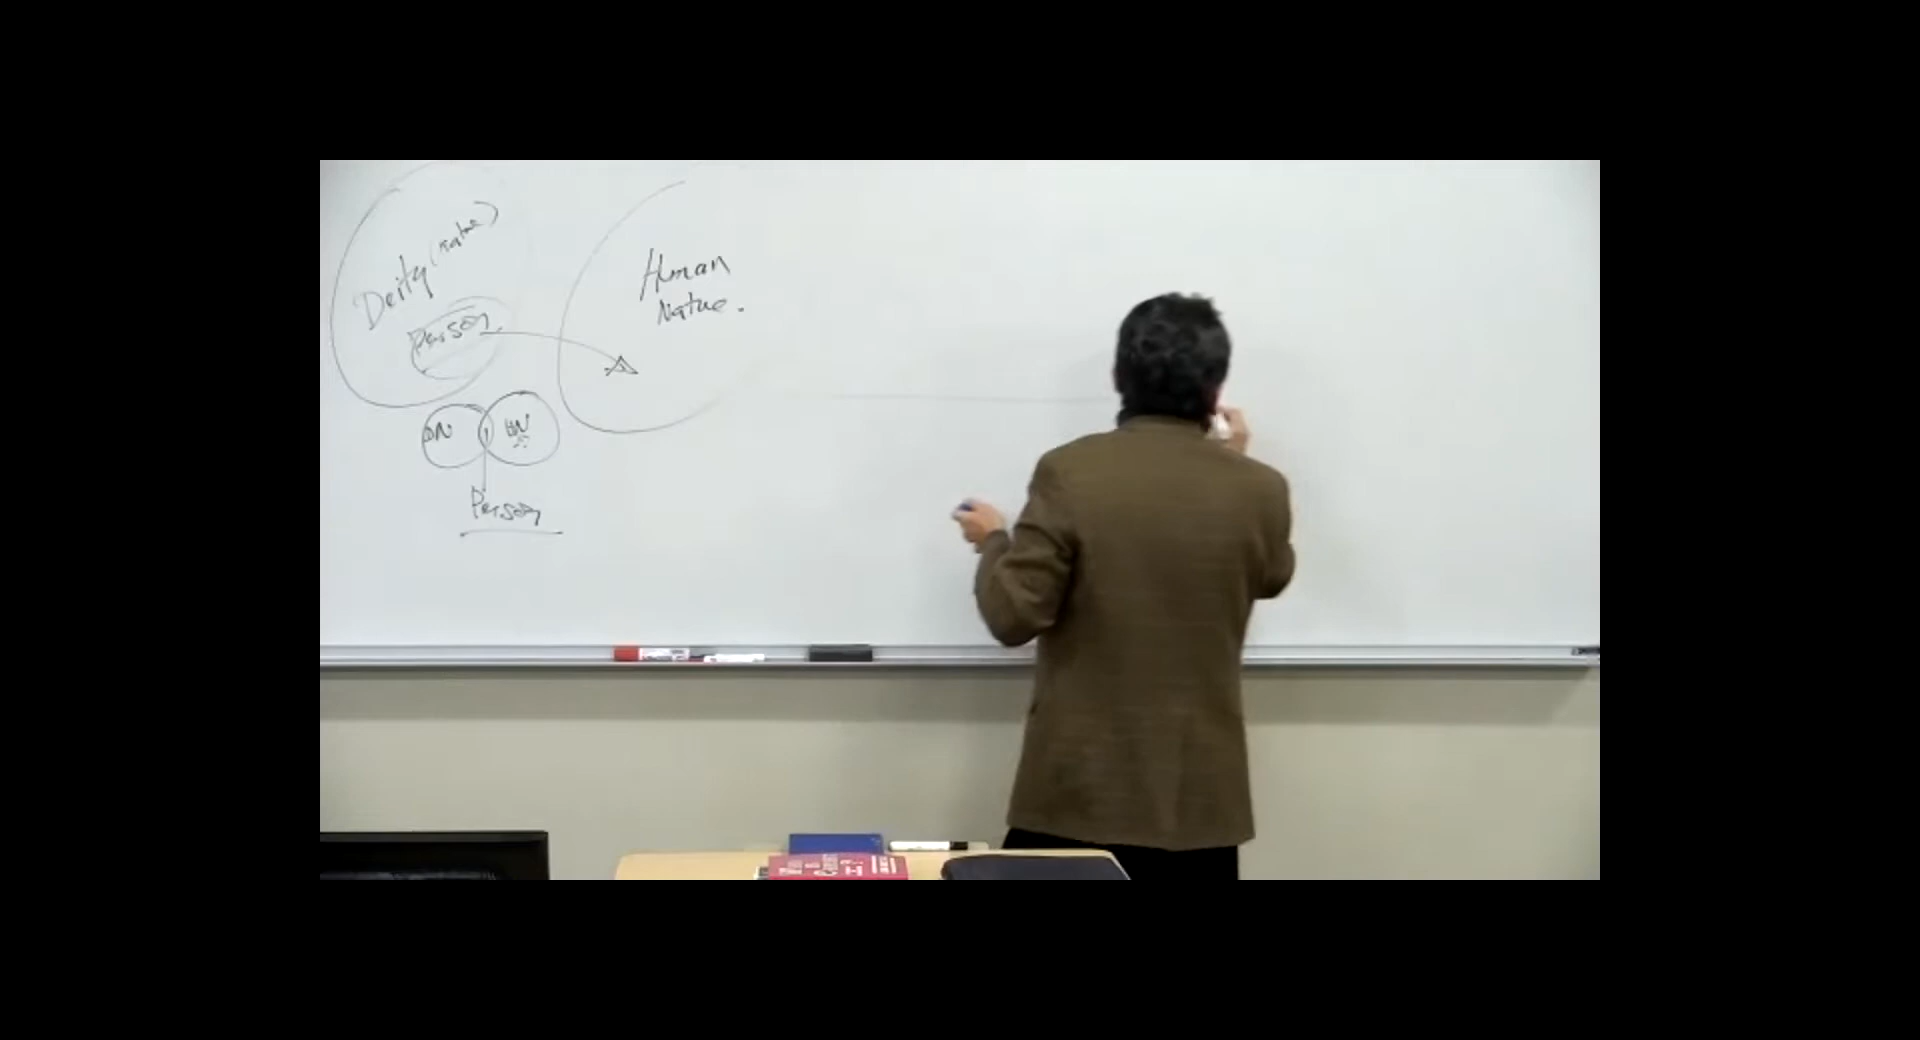 Deity (Nature)
Person
Human
Nature.
DN
HN
Person